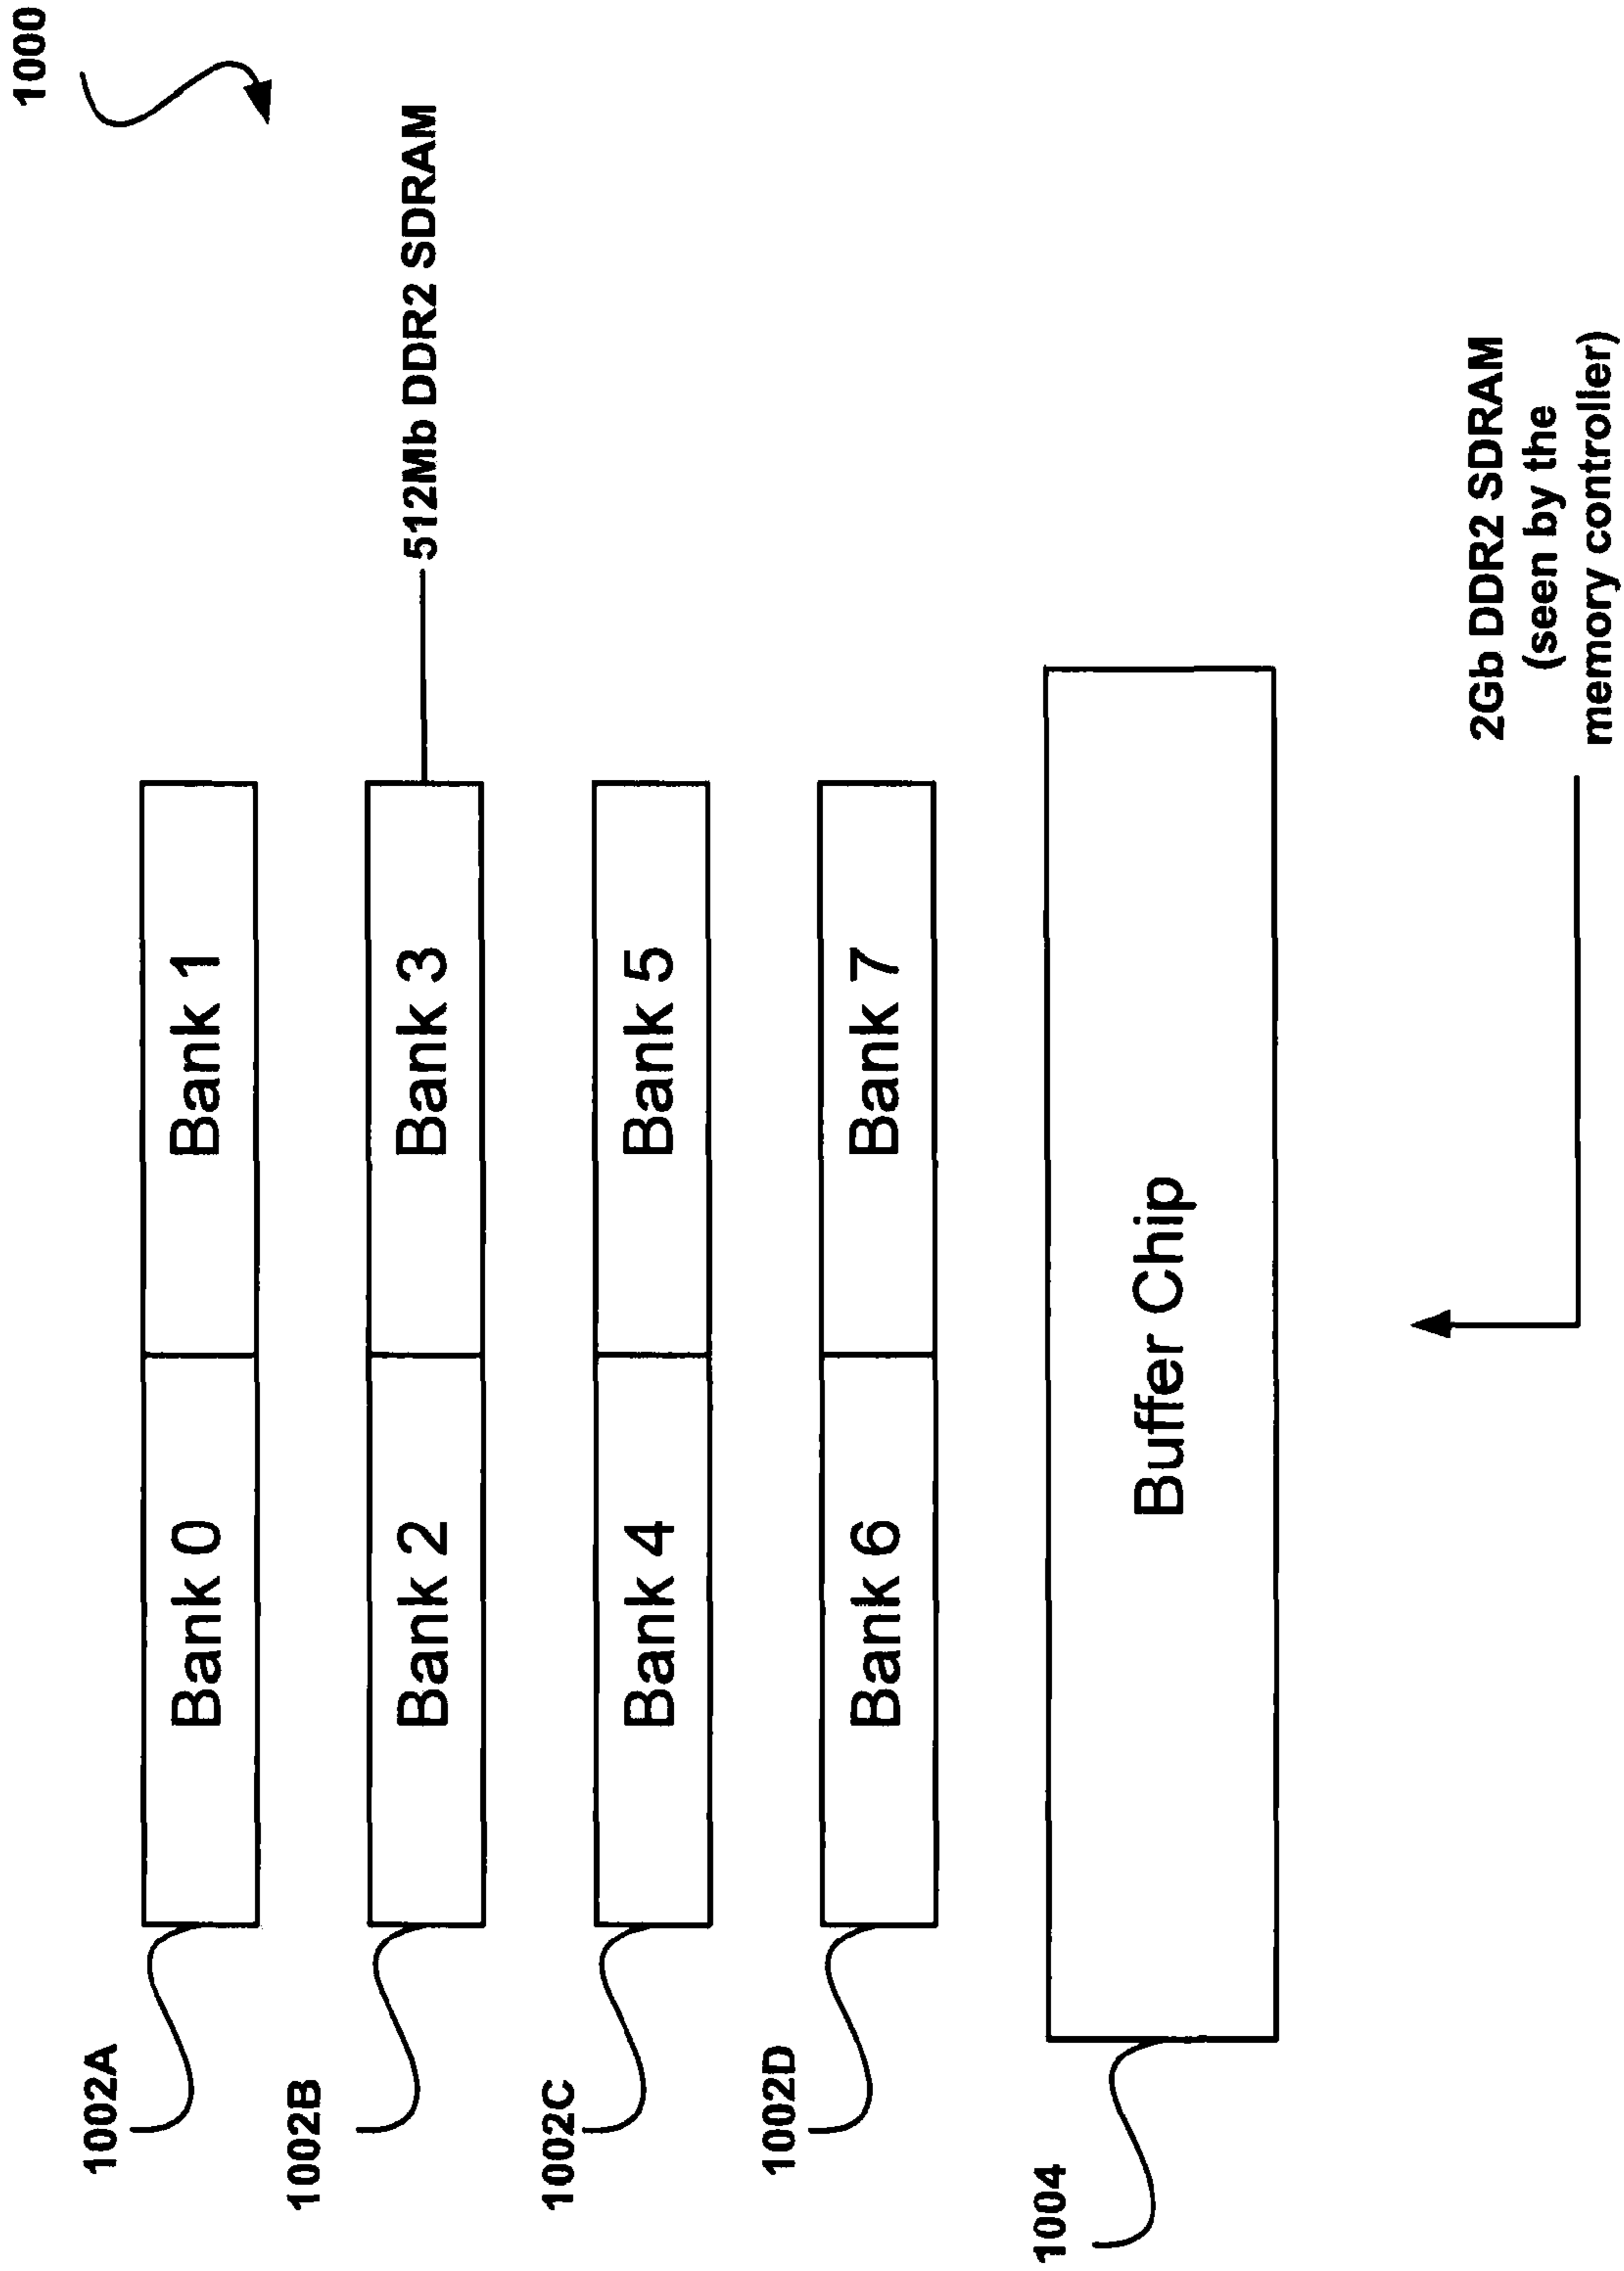 1000
1002A
Bank 0
Bank 1
1002B
Bank 2
Bank 3
512Mb DDR2 SDRAM
1002C
Bank 4
Bank 5
1002D
Bank 6
Bank 7
1004
Buffer Chip
2Gb DDR2 SDRAM
(seen by the
memory controller)